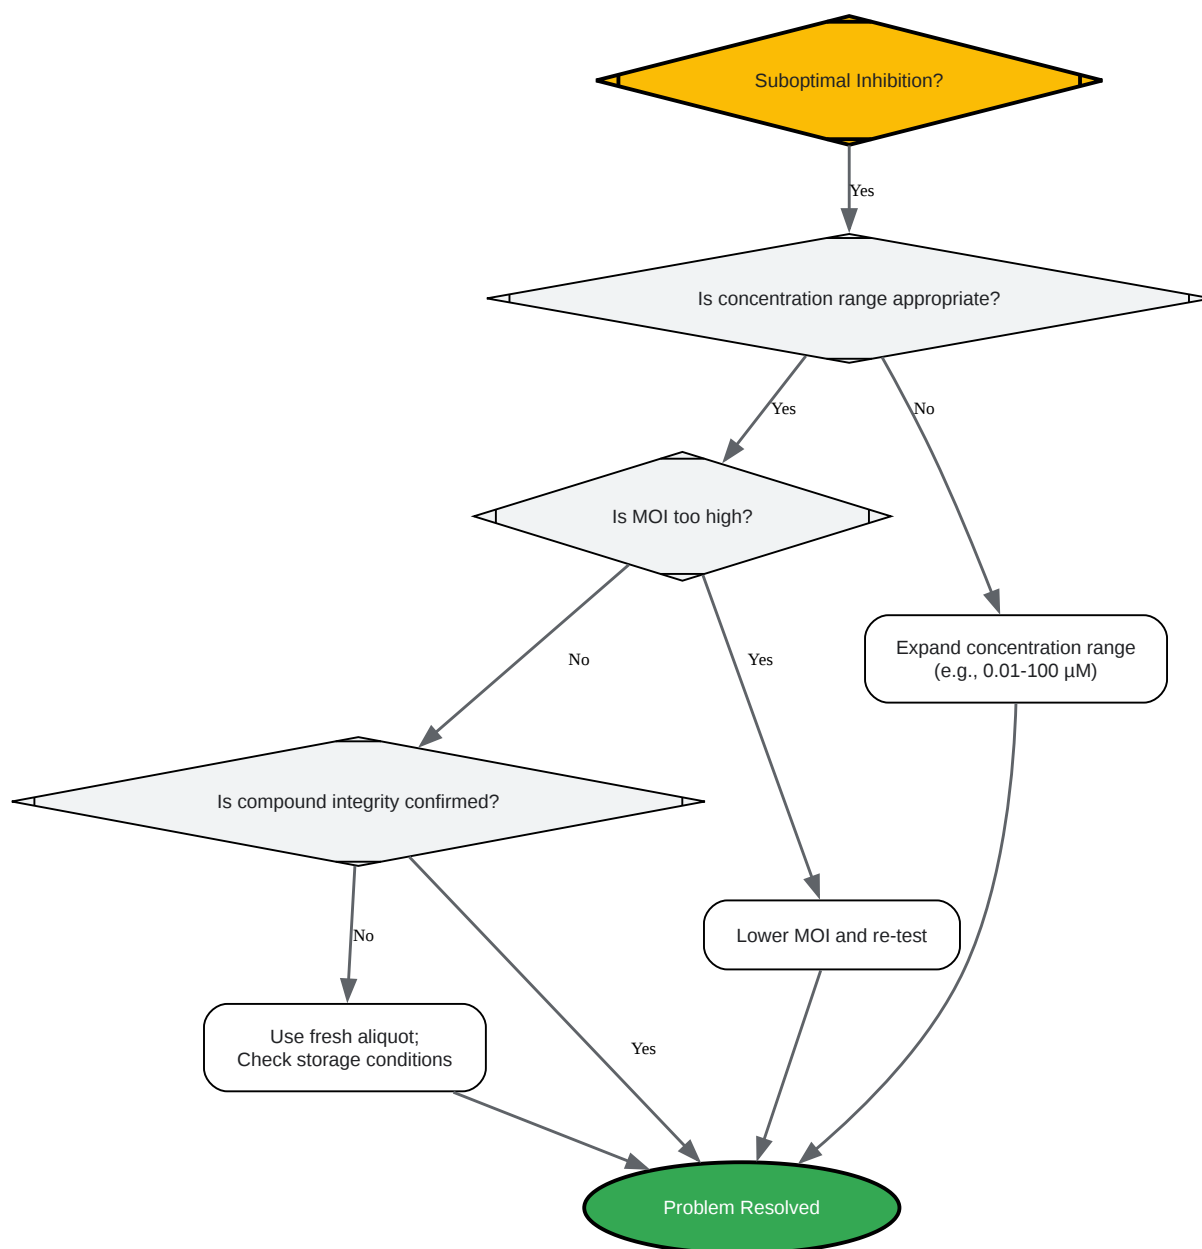 Suboptimal Inhibition?
Yes
Is concentration range appropriate?
Yes
No
Is MOI too high?
No
Yes
Expand concentration range
(e.g., 0.01-100 µM)
Is compound integrity confirmed?
No
Lower MOI and re-test
Use fresh aliquot;
Check storage conditions
Yes
Problem Resolved